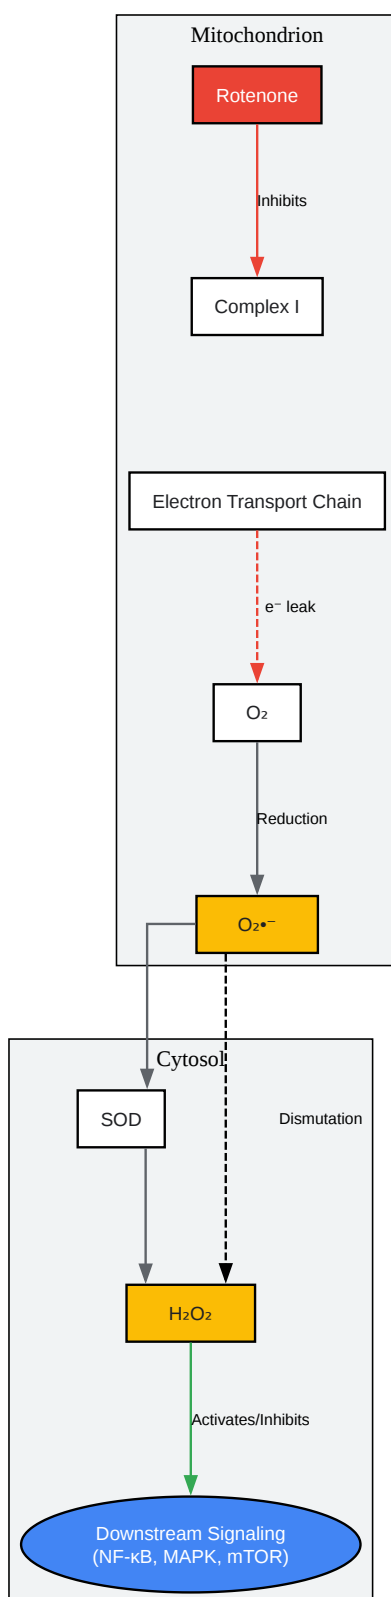 Mitochondrion
Rotenone
Inhibits
Complex I
Electron Transport Chain
e⁻ leak
O₂
Reduction
O₂•⁻
Cytosol
SOD
Dismutation
H₂O₂
Activates/Inhibits
Downstream Signaling
(NF-κB, MAPK, mTOR)